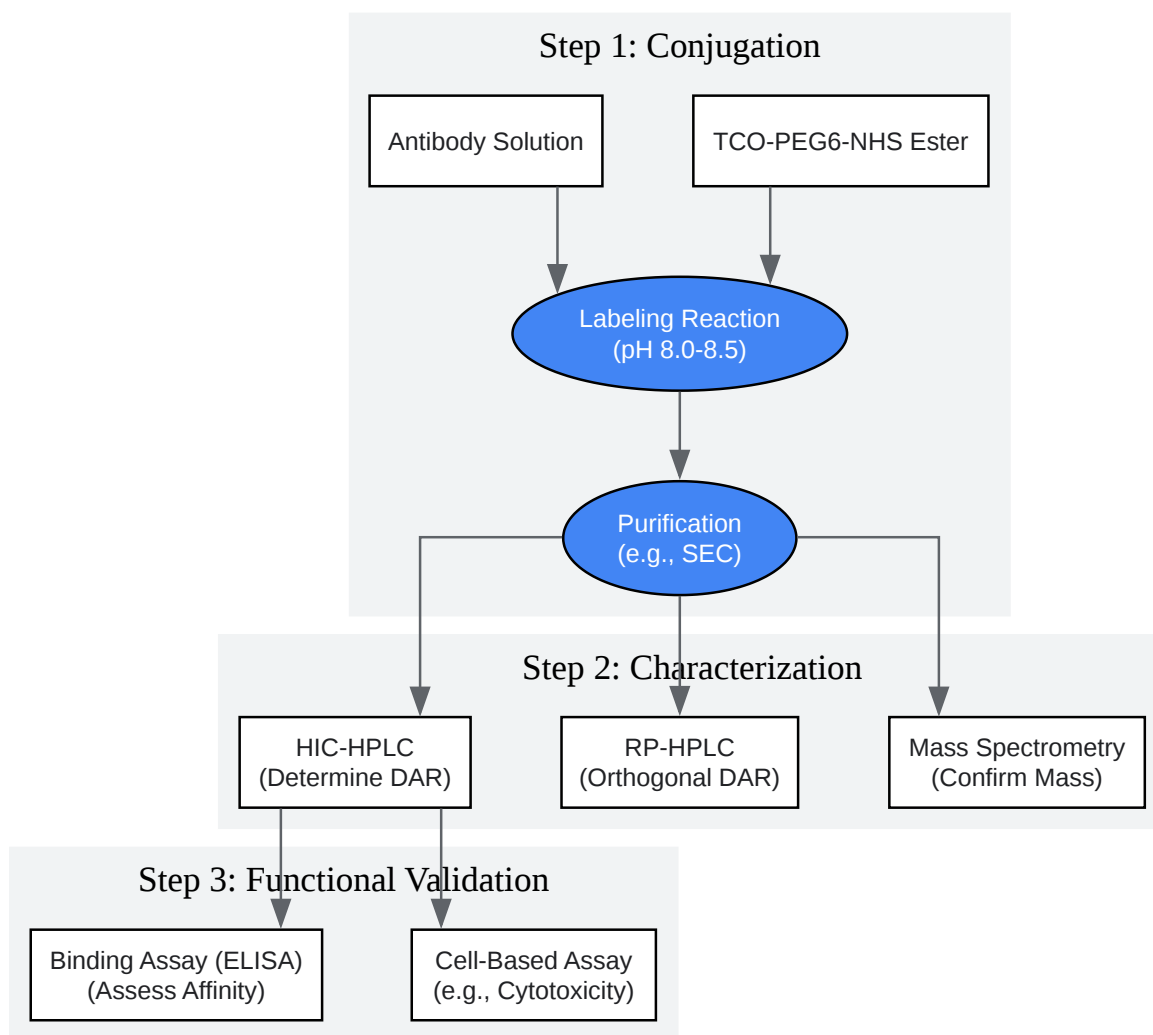 Step 1: Conjugation
Antibody Solution
TCO-PEG6-NHS Ester
Labeling Reaction
(pH 8.0-8.5)
Purification
(e.g., SEC)
Step 2: Characterization
HIC-HPLC
(Determine DAR)
RP-HPLC
(Orthogonal DAR)
Mass Spectrometry
(Confirm Mass)
Step 3: Functional Validation
Binding Assay (ELISA)
(Assess Affinity)
Cell-Based Assay
(e.g., Cytotoxicity)